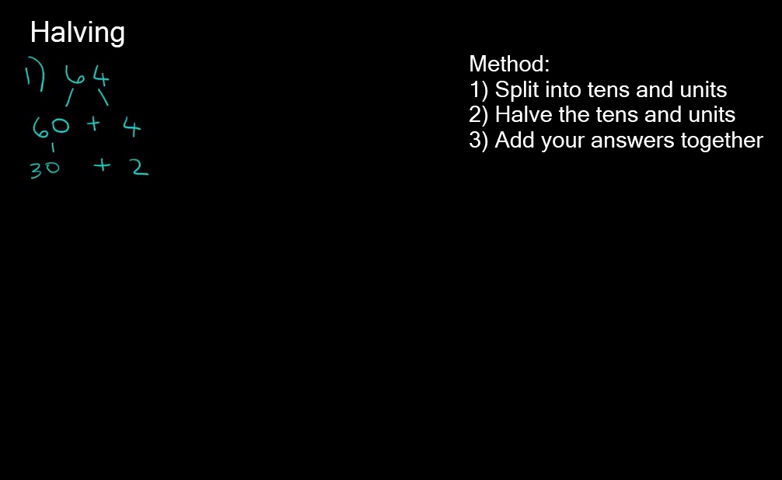 Halving
1) 64
60 + 4
30 + 2
Method:
1) Split into tens and units
2) Halve the tens and units
3) Add your answers together